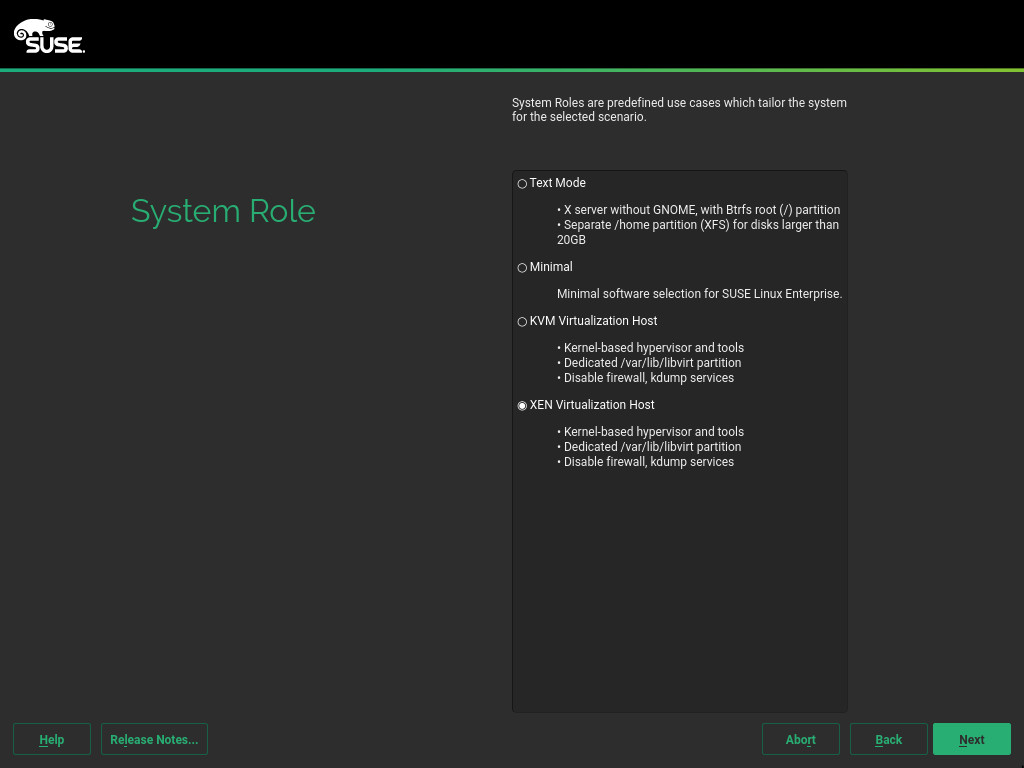 SUSE.
System Roles are predefined use cases which tailor the system
for the selected scenario.
System Role
Text Mode
• X server without GNOME, with Btrfs root (/) partition
• Separate /home partition (XFS) for disks larger than
20GB
Minimal
Minimal software selection for SUSE Linux Enterprise.
KVM Virtualization Host
• Kernel-based hypervisor and tools
• Dedicated /var/lib/libvirt partition
• Disable firewall, kdump services
XEN Virtualization Host
• Kernel-based hypervisor and tools
• Dedicated /var/lib/libvirt partition
• Disable firewall, kdump services
Help Release Notes... Abort Back Next